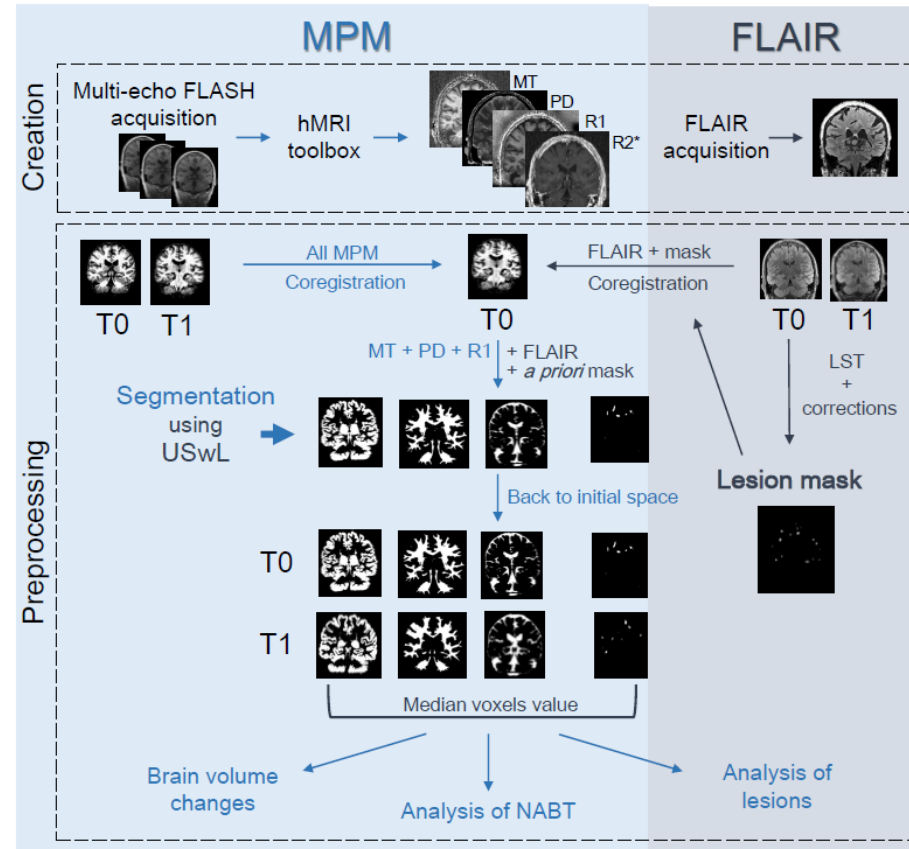 MPM
FLAIR
Creation
Multi-echo FLASH
acquisition
hMRI
toolbox
MT
PD
R1
R2*
FLAIR
acquisition
Preprocessing
T0
T1
All MPM
Coregistration
T0
FLAIR + mask
Coregistration
T0
T1
MT + PD + R1
+ FLAIR
+ a priori mask
LST
+
corrections
Segmentation
using
USwL
Lesion mask
Back to initial space
T0
T1
Median voxels value
Brain volume
changes
Analysis of NABT
Analysis of
lesions